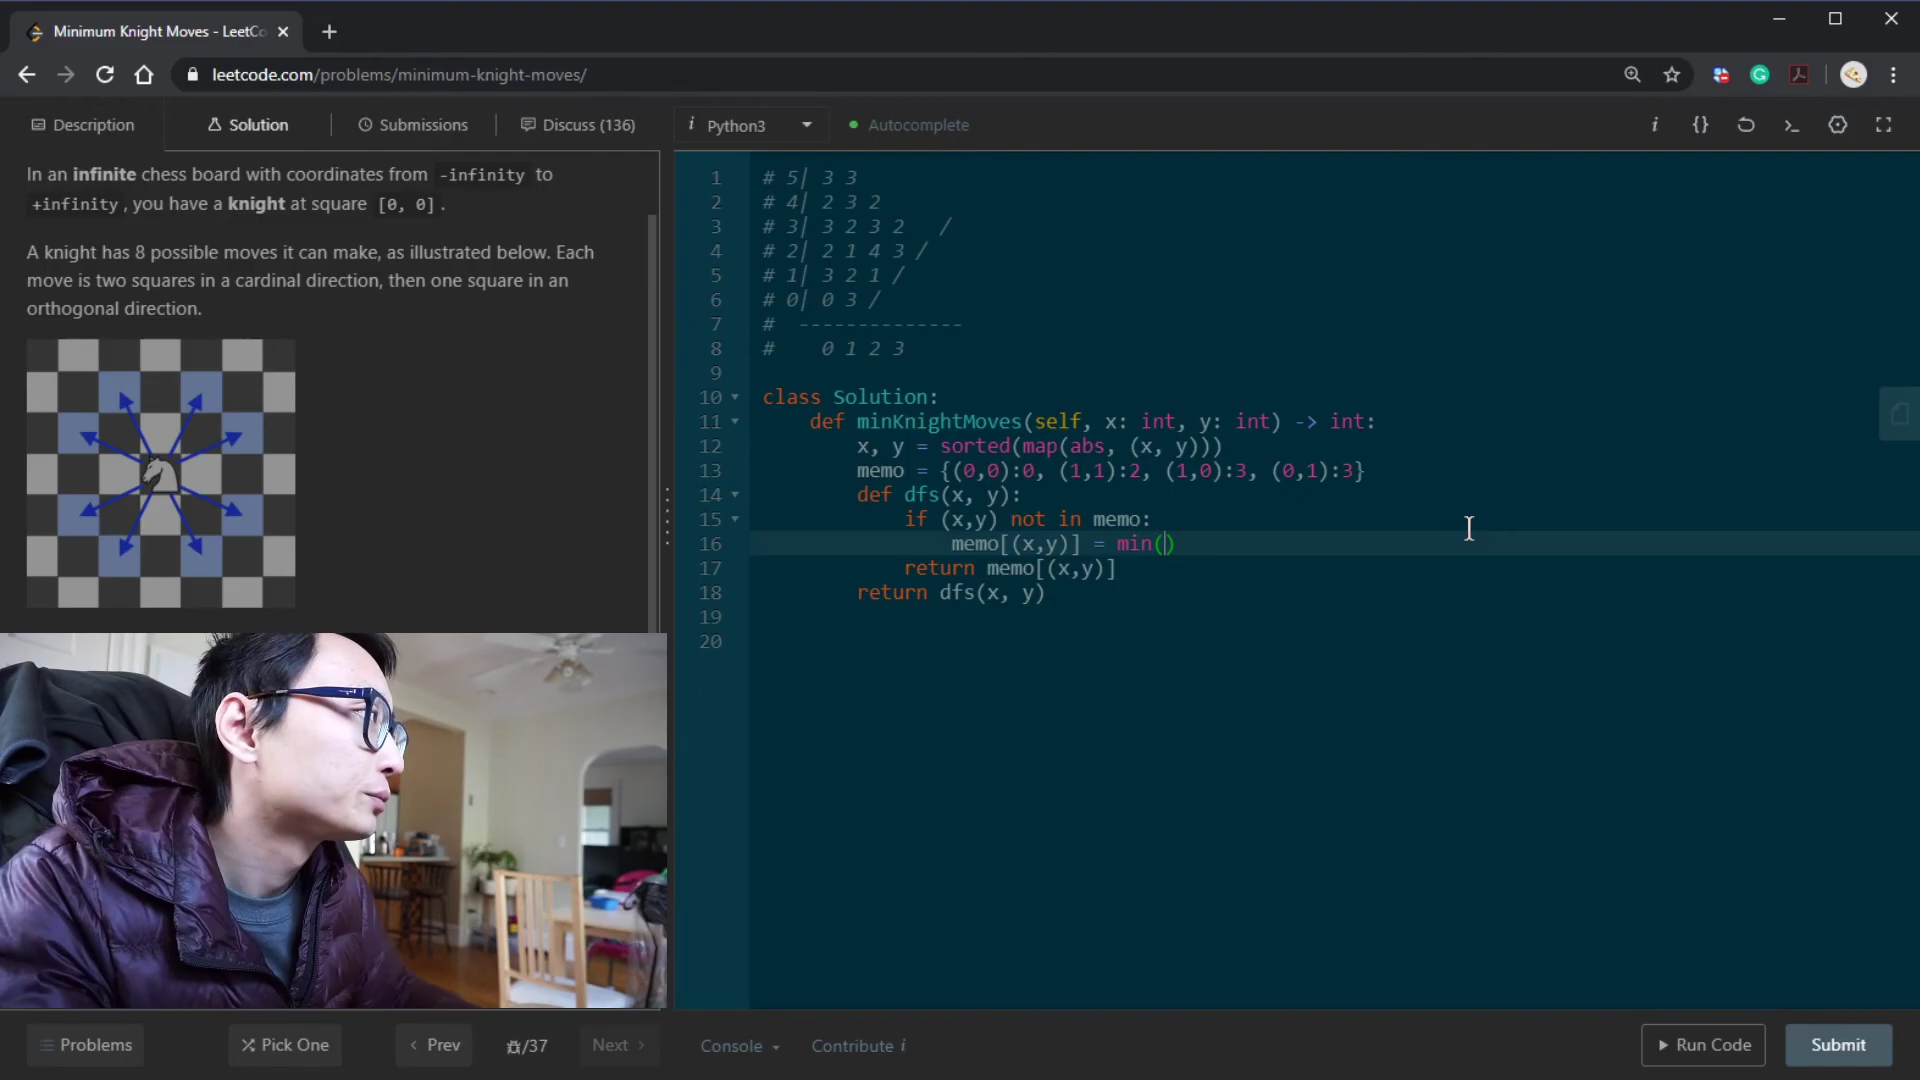 Minimum Knight Moves - LeetCo
leetcode.com/problems/minimum-knight-moves/
Description
Solution
Submissions
Discuss (136)
i Python3
Autocomplete
In an infinite chess board with coordinates from -infinity to
+infinity, you have a knight at square [0, 0].
A knight has 8 possible moves it can make, as illustrated below. Each
move is two squares in a cardinal direction, then one square in an
orthogonal direction.
1 # 5| 3 3
2 # 4| 2 3 2
3 # 3| 3 2 3 2 /
4 # 2| 2 1 4 3 /
5 # 1| 3 2 1 /
6 # 0| 0 3 /
7 # --------------
8 # 0 1 2 3
9
10 class Solution:
11 def minKnightMoves(self, x: int, y: int) -> int:
12 x, y = sorted(map(abs, (x, y)))
13 memo = {(0,0):0, (1,1):2, (1,0):3, (0,1):3}
14 def dfs(x, y):
15 if (x,y) not in memo:
16 memo[(x,y)] = min()
17 return memo[(x,y)]
18 return dfs(x, y)
19
20
Problems
Pick One
Prev
/37
Next
Console
Contribute i
Run Code
Submit